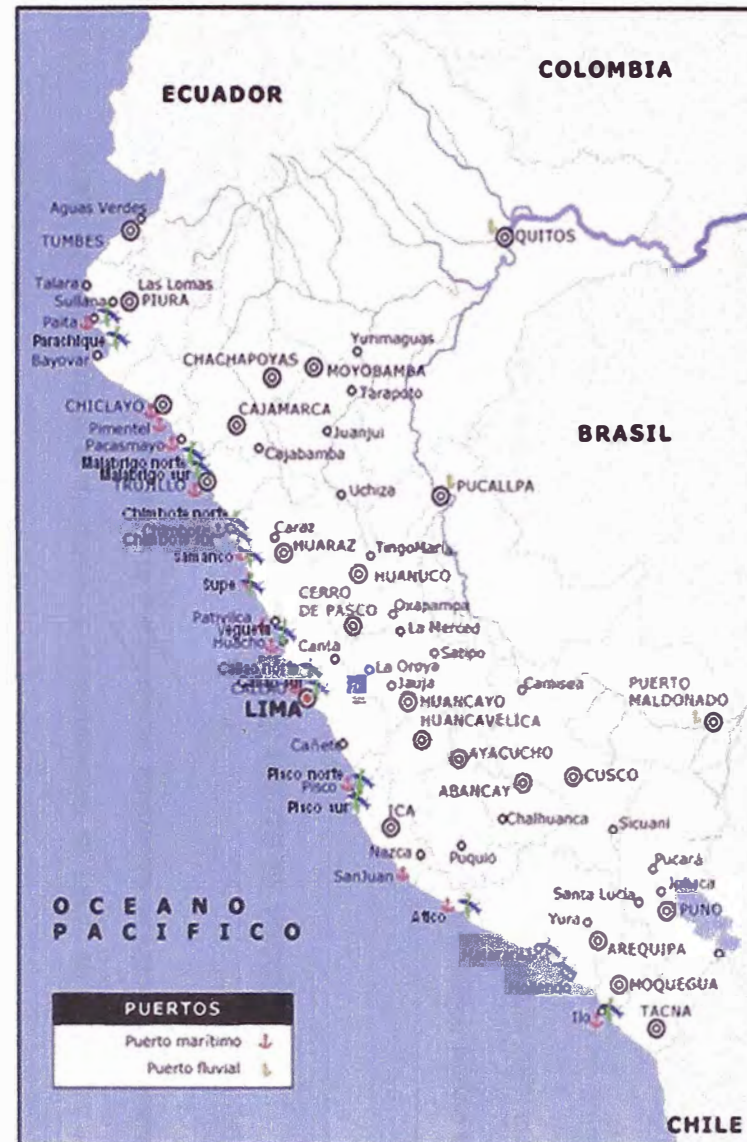 COLOMBIA
ECUADOR
Aguas Verdes
TUMBES
QUITOS
Talara
Las Lomas
Sullana
PIURA
Paita
Parachique
Yurimaguas
Bayovar
CHACHAPOYAS
MOYOBAMBA
Tarapoto
CHICLAYO
CAJAMARCA
Pimentel
Juanjui
BRASIL
Pacasmayo
Cajabamba
Malabrigo norte
Malabrigo sur
TRUJILLO
Uchiza
PUCALLPA
Chimbote norte
Caraz
HUARAZ
TingoMaría
Samanco
HUANUCO
Supe
CERRO
DE PASCO
Oxapampa
Pativilca
La Merced
Vegueta
Huacho
Canta
Satipo
La Oroya
Jauja
Camisea
PUERTO
MALDONADO
LIMA
HUANCAYO
HUANCAVELICA
Cañete
AYACUCHO
Pisco norte
CUSCO
Pisco
ABANCAY
Pisco sur
ICA
Chalhuanca
Sicuani
Nazca
Puquio
Pucará
SanJuan
Santa Lucía
OCEANO
PACIFICO
PUNO
Atico
Yura
AREQUIPA
MOQUEGUA
Ilo
TACNA
PUERTOS
Puerto marítimo
Puerto fluvial
CHILE